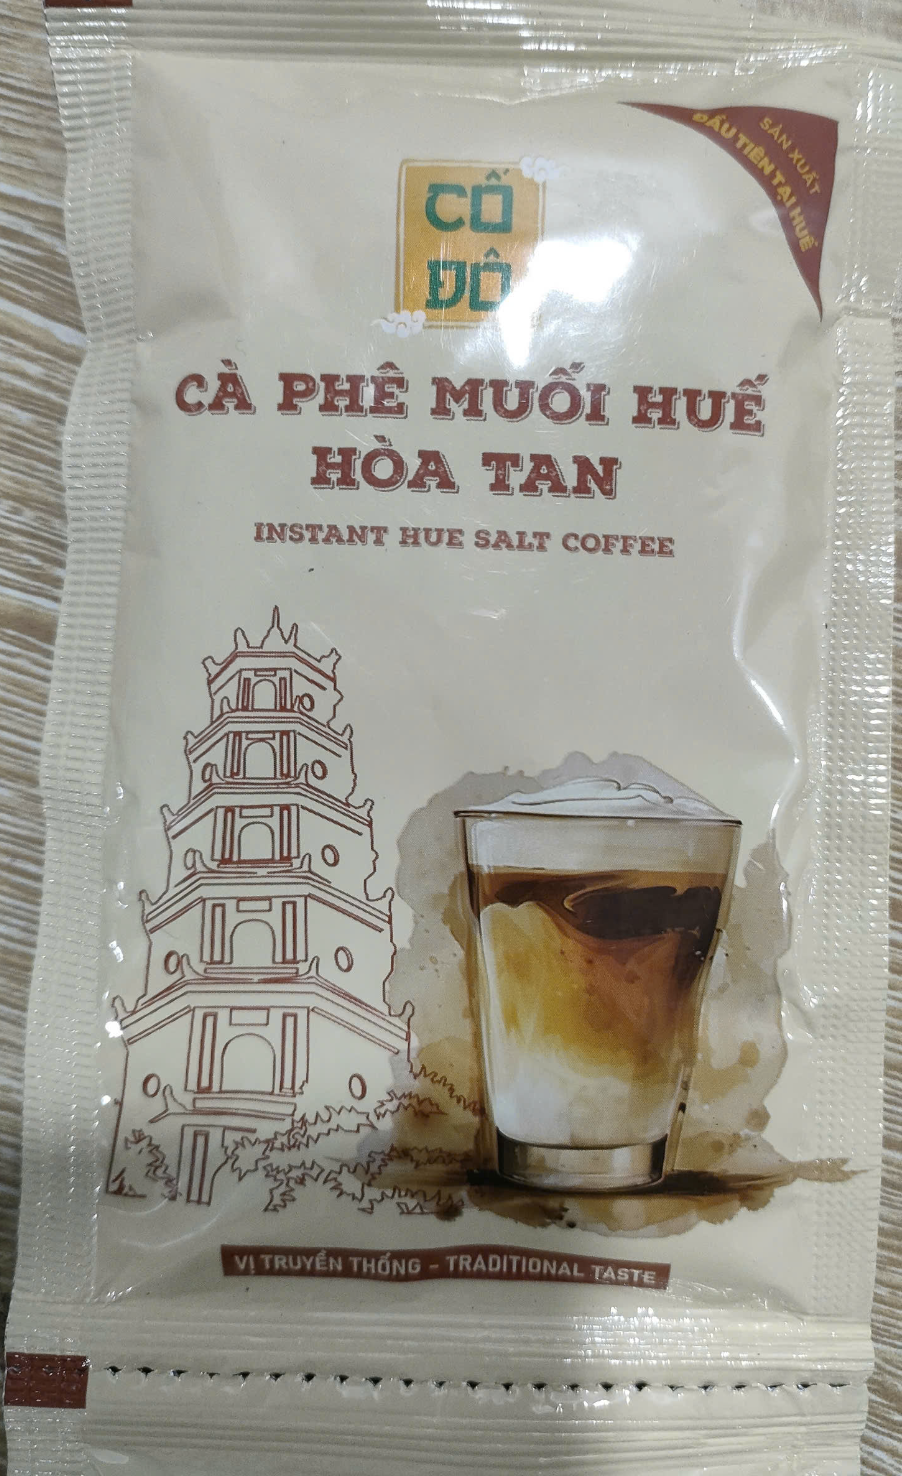 SẢN XUẤT
ĐẦU TIÊN TẠI HUẾ
CỐ
ĐÔ
CÀ PHÊ MUỐI HUẾ
HÒA TAN
INSTANT HUE SALT COFFEE
VỊ TRUYỀN THỐNG - TRADITIONAL TASTE